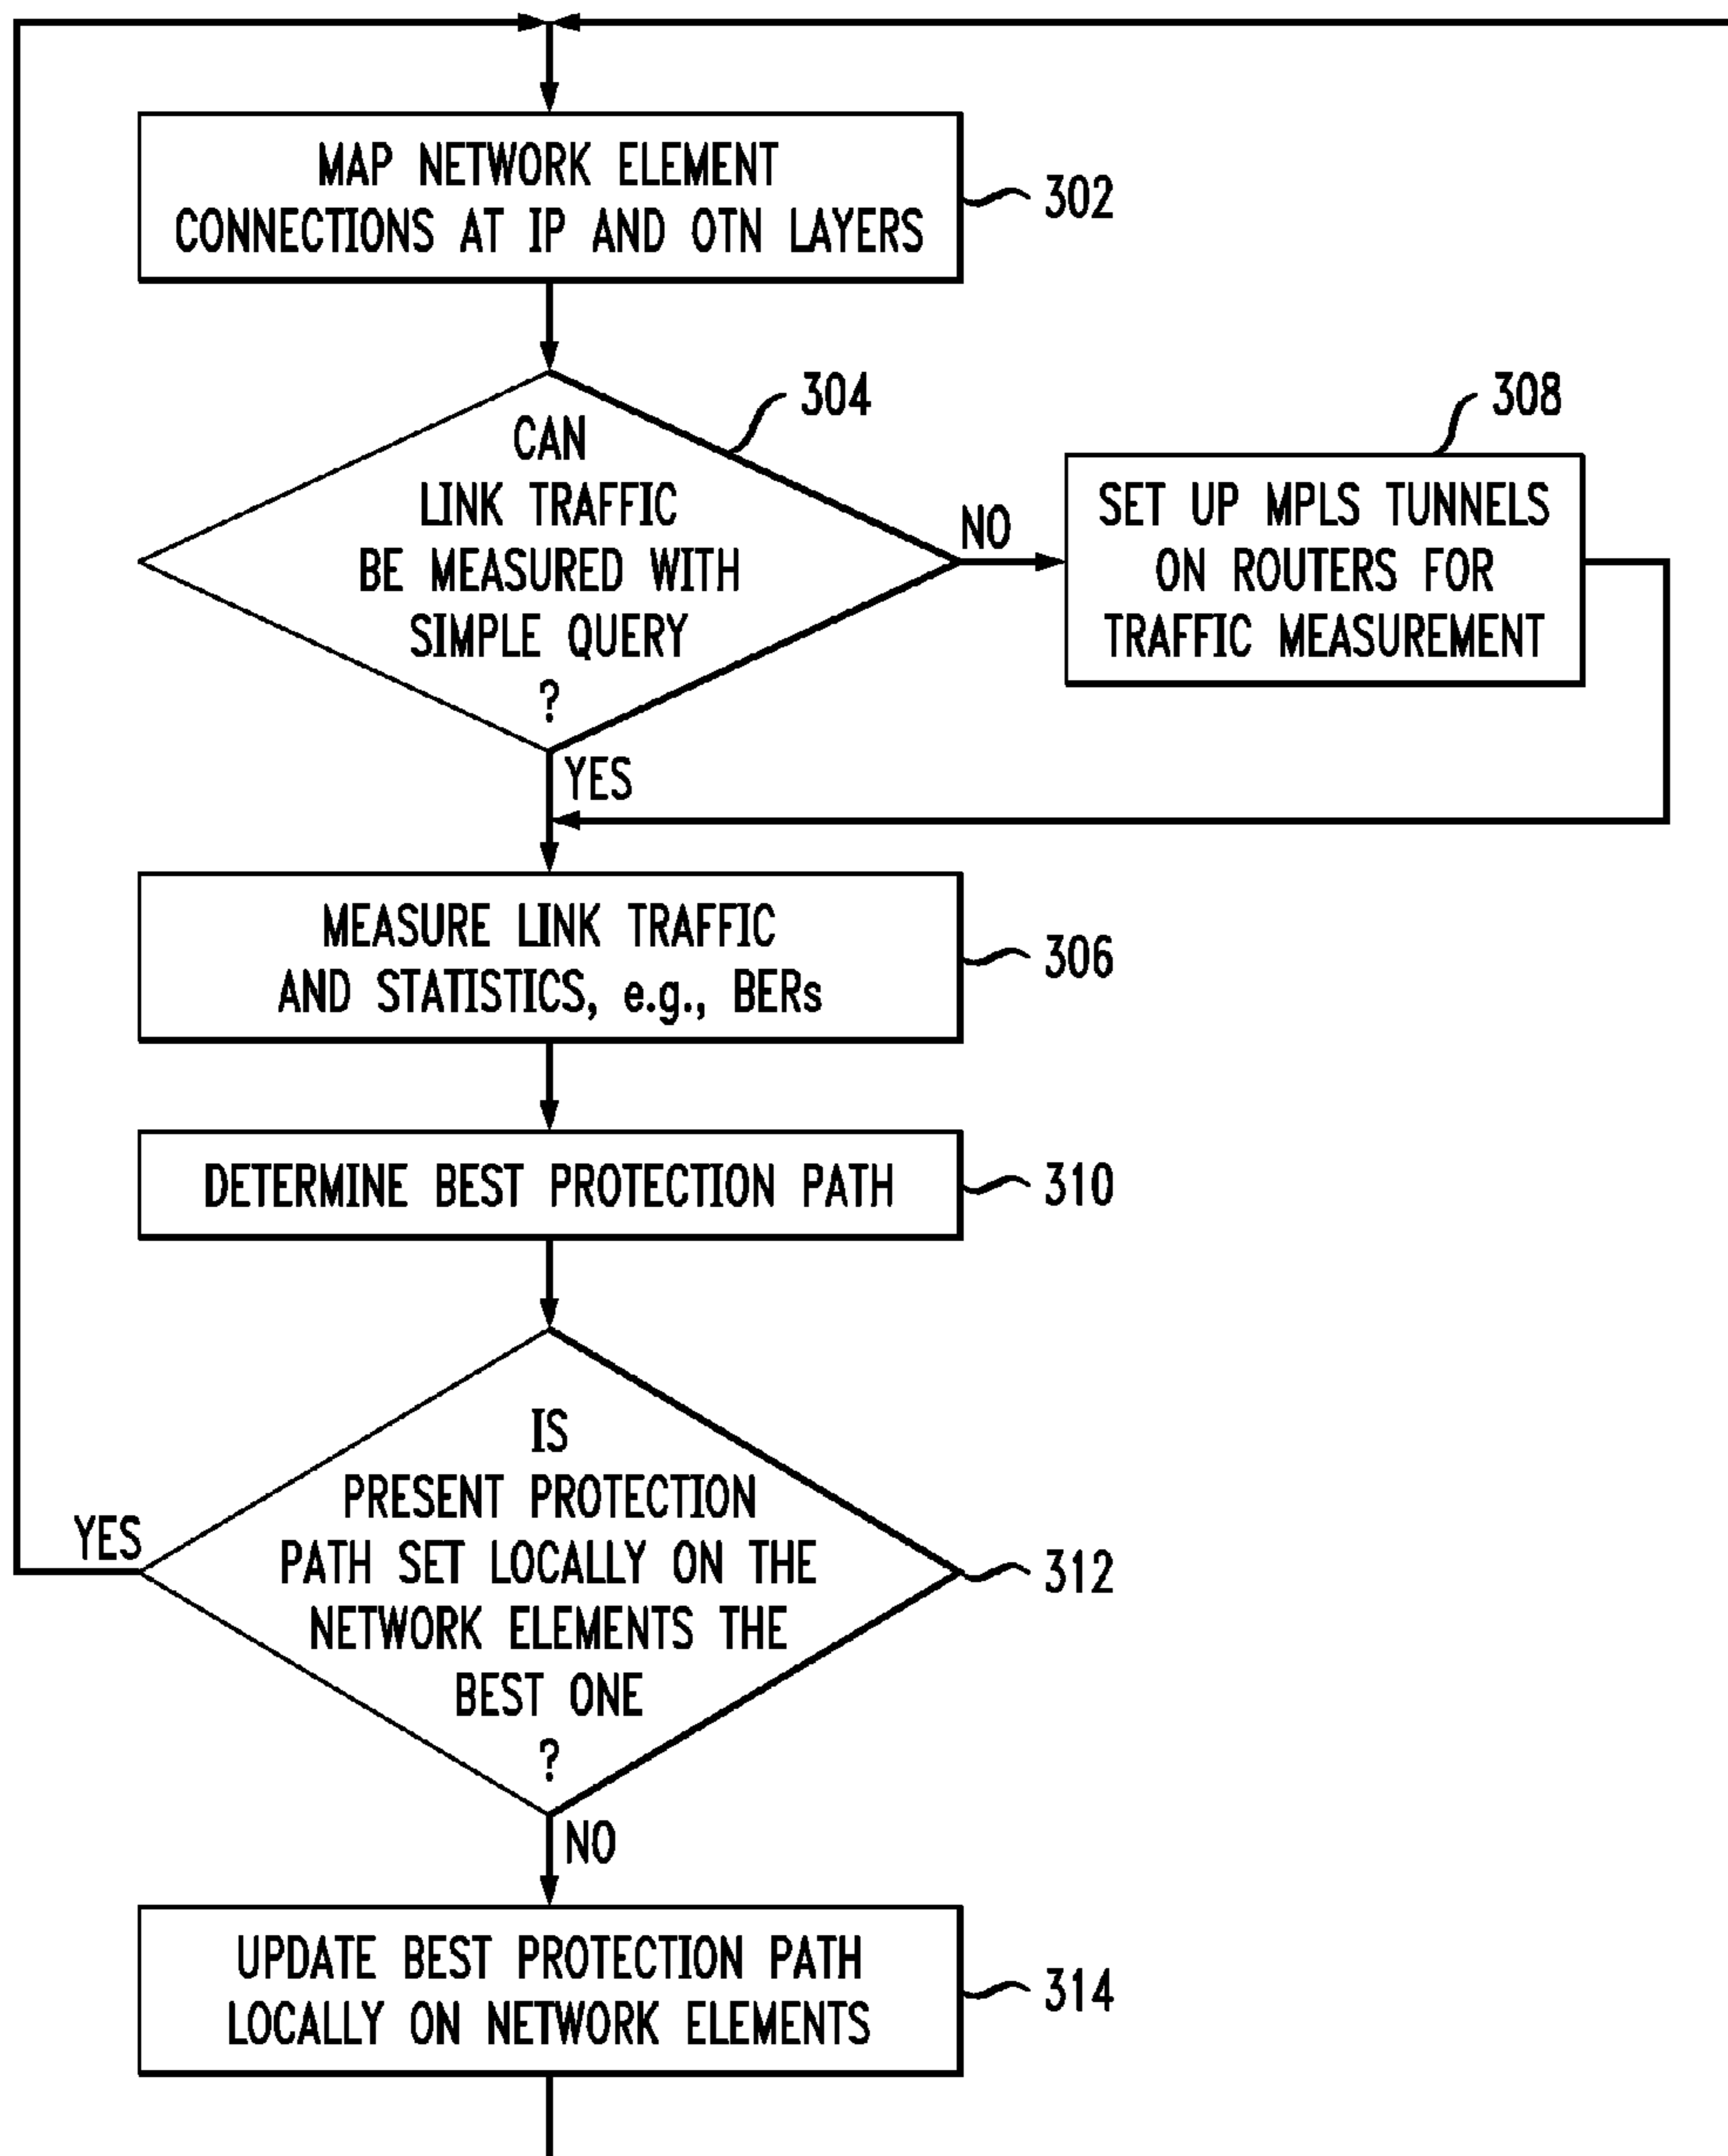 MAP NETWORK ELEMENT
CONNECTIONS AT IP AND OTN LAYERS
302
304
CAN
LINK TRAFFIC
BE MEASURED WITH
SIMPLE QUERY
?
NO
308
SET UP MPLS TUNNELS
ON ROUTERS FOR
TRAFFIC MEASUREMENT
YES
MEASURE LINK TRAFFIC
AND STATISTICS, e.g., BERs
306
DETERMINE BEST PROTECTION PATH
310
IS
PRESENT PROTECTION
PATH SET LOCALLY ON THE
NETWORK ELEMENTS THE
BEST ONE
?
YES
312
NO
UPDATE BEST PROTECTION PATH
LOCALLY ON NETWORK ELEMENTS
314